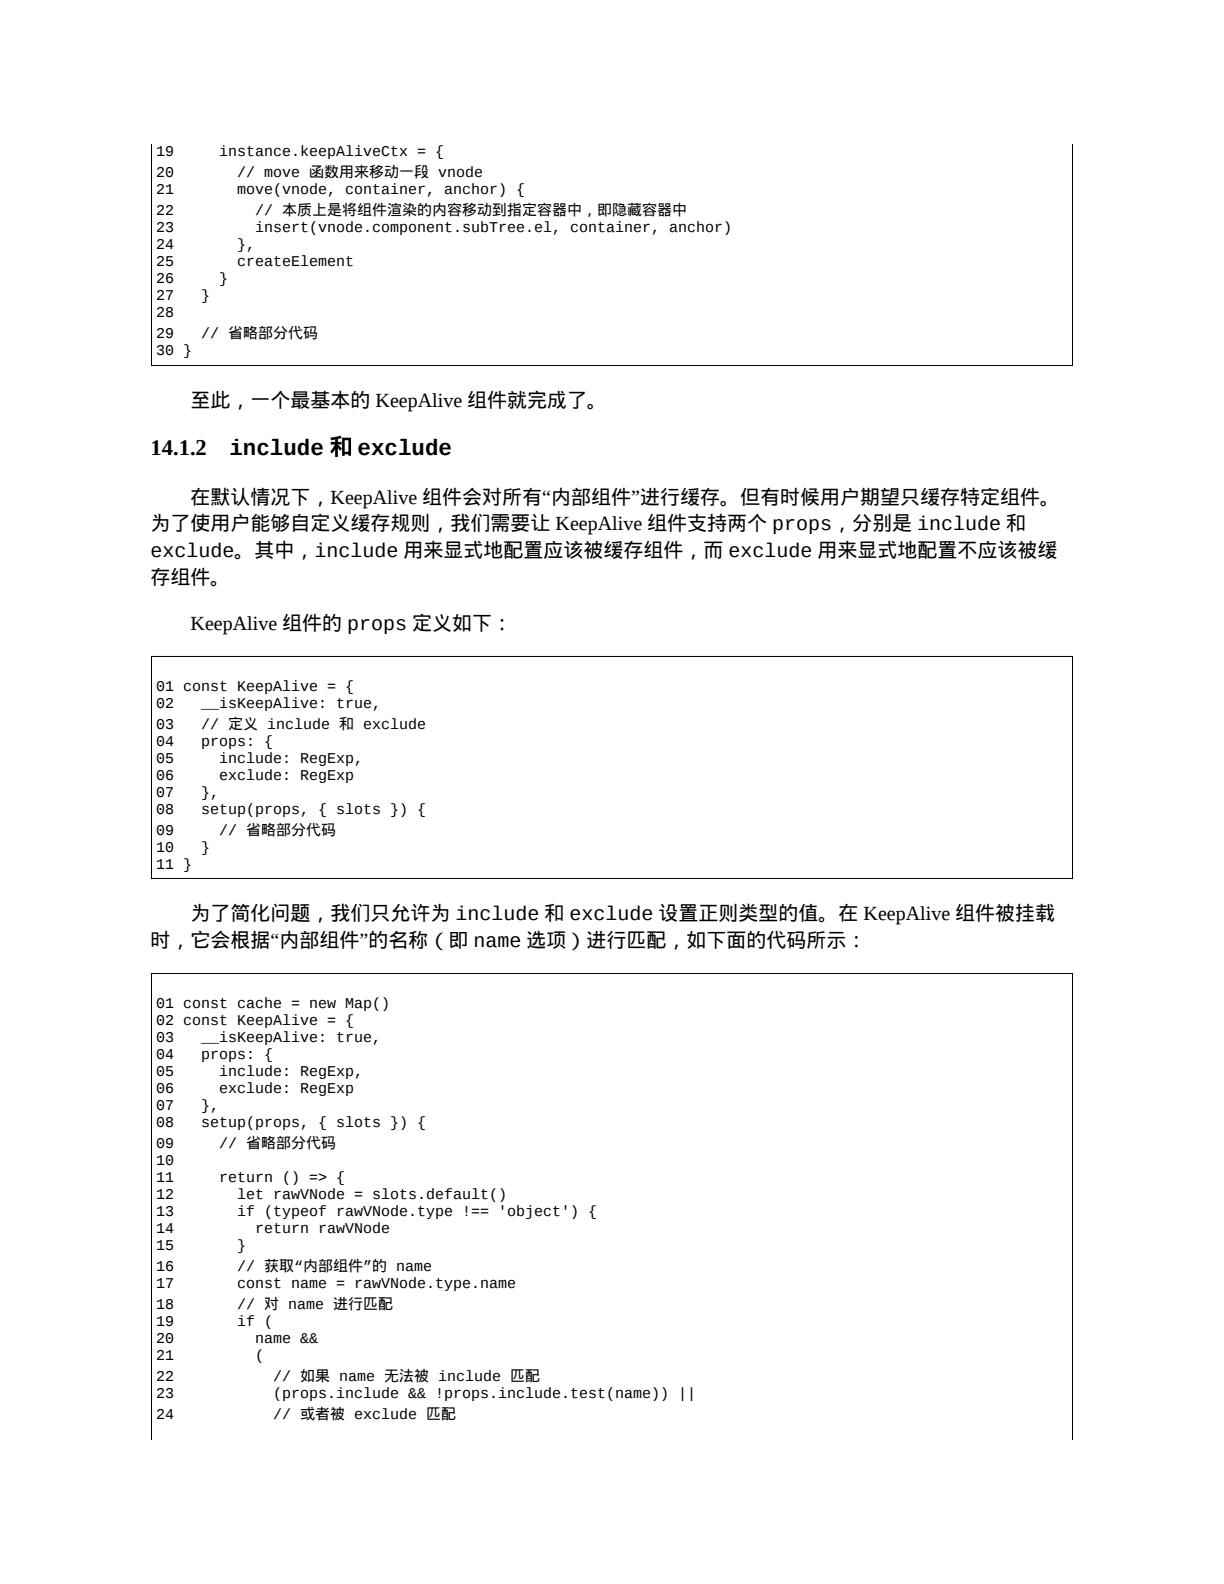 19     instance.keepAliveCtx = {
20       // move 函数用来移动一段 vnode
21       move(vnode, container, anchor) {
22         // 本质上是将组件渲染的内容移动到指定容器中，即隐藏容器中
23         insert(vnode.component.subTree.el, container, anchor)
24       },
25       createElement
26     }
27   }
28
29   // 省略部分代码
30 }
至此，一个最基本的 KeepAlive 组件就完成了。
14.1.2 include 和 exclude
在默认情况下，KeepAlive 组件会对所有“内部组件”进行缓存。但有时候用户期望只缓存特定组件。
为了使用户能够自定义缓存规则，我们需要让 KeepAlive 组件支持两个 props，分别是 include 和
exclude。其中，include 用来显式地配置应该被缓存组件，而 exclude 用来显式地配置不应该被缓
存组件。
KeepAlive 组件的 props 定义如下：
01 const KeepAlive = {
02   __isKeepAlive: true,
03   // 定义 include 和 exclude
04   props: {
05     include: RegExp,
06     exclude: RegExp
07   },
08   setup(props, { slots }) {
09     // 省略部分代码
10   }
11 }
为了简化问题，我们只允许为 include 和 exclude 设置正则类型的值。在 KeepAlive 组件被挂载
时，它会根据“内部组件”的名称（即 name 选项）进行匹配，如下面的代码所示：
01 const cache = new Map()
02 const KeepAlive = {
03   __isKeepAlive: true,
04   props: {
05     include: RegExp,
06     exclude: RegExp
07   },
08   setup(props, { slots }) {
09     // 省略部分代码
10
11     return () => {
12       let rawVNode = slots.default()
13       if (typeof rawVNode.type !== 'object') {
14         return rawVNode
15       }
16       // 获取“内部组件”的 name
17       const name = rawVNode.type.name
18       // 对 name 进行匹配
19       if (
20         name &&
21         (
22           // 如果 name 无法被 include 匹配
23           (props.include && !props.include.test(name)) ||
24           // 或者被 exclude 匹配